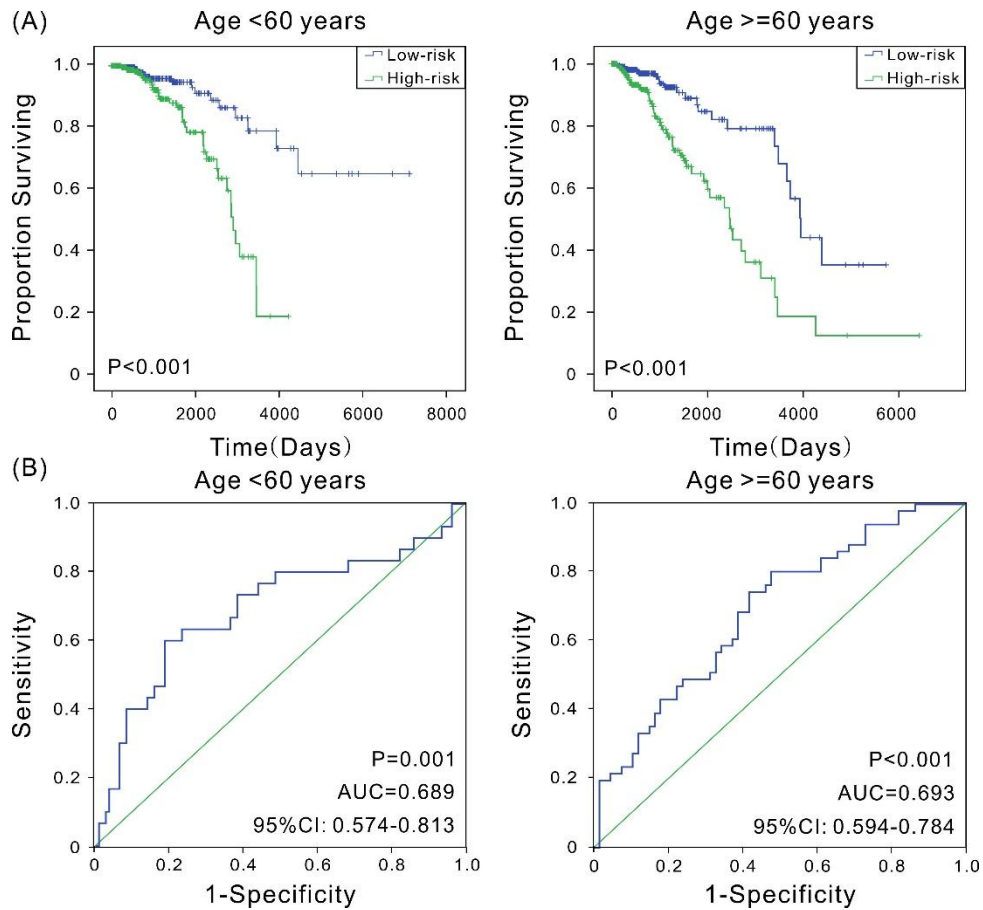 (A)
Age <60 years
Low-risk
High-risk
Proportion Surviving
1.0
0.8
0.6
0.4
0.2
0
P<0.001
0 2000 4000 6000 8000
Time(Days)
Age >=60 years
Low-risk
High-risk
Proportion Surviving
1.0
0.8
0.6
0.4
0.2
0
P<0.001
0 2000 4000 6000
Time(Days)
(B)
Age <60 years
Sensitivity
1.0
0.8
0.6
0.4
0.2
0
P=0.001
AUC=0.689
95%CI: 0.574-0.813
0 0.2 0.4 0.6 0.8 1.0
1-Specificity
Age >=60 years
Sensitivity
1.0
0.8
0.6
0.4
0.2
0
P<0.001
AUC=0.693
95%CI: 0.594-0.784
0 0.2 0.4 0.6 0.8 1.0
1-Specificity